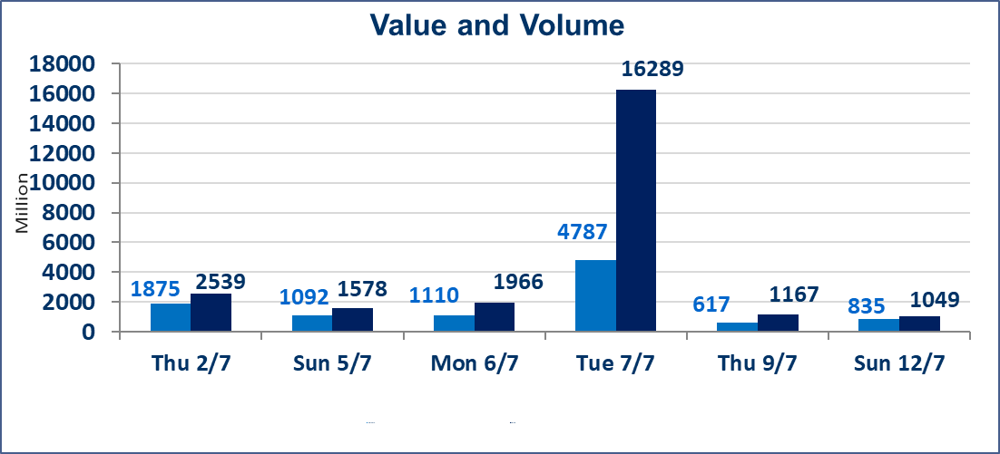 Value and Volume
18000
16000
14000
12000
10000
8000
6000
4000
2000
0
Million
1875 2539 1092 1578 1110 1966 4787 16289 617 1167 835 1049
Thu 2/7 Sun 5/7 Mon 6/7 Tue 7/7 Thu 9/7 Sun 12/7